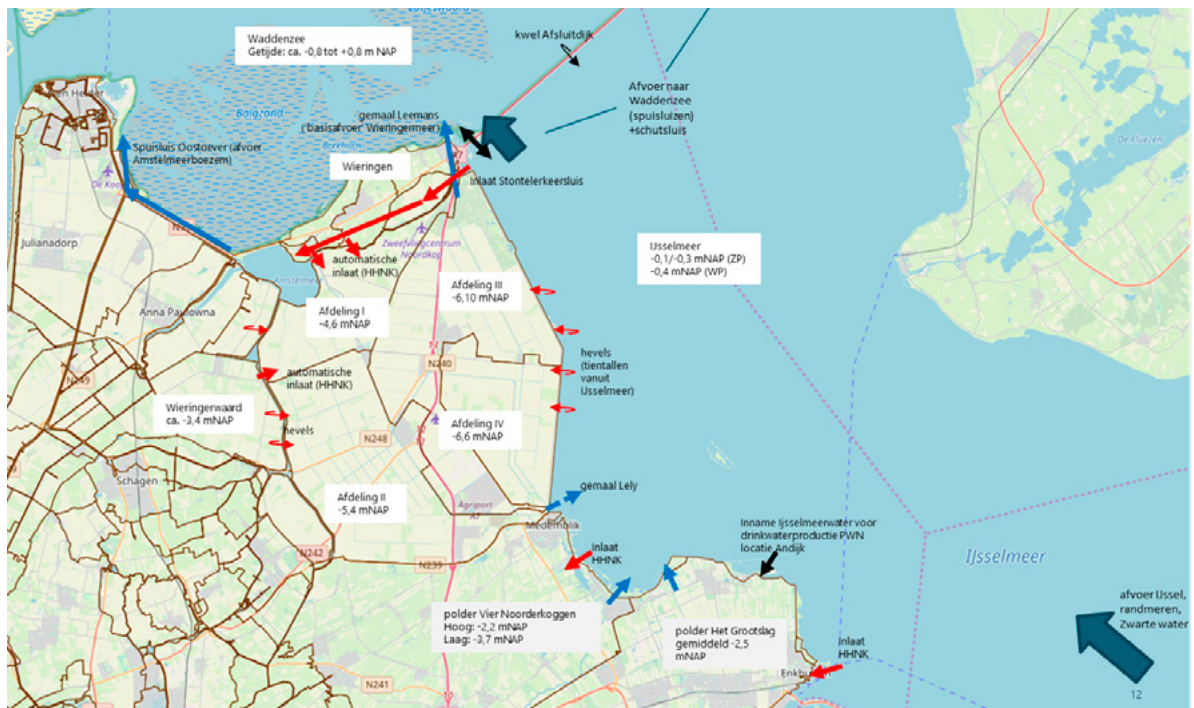 Waddenzee
Getijde: ca. -0,8 tot +0,8 m NAP
kwel Afsluitdijk
Afvoer naar
Waddenzee
(spuisluizen)
+schutsluis
Balgzand
gemaal Leemans
('basisafvoer' Wieringermeer)
Breehorn
Spuisluis Oostoever (afvoer
Amstelmeerboezem)
De Kooy
Wieringen
Inlaat Stontelerkeersluis
De Fluezen
Julianadorp
Zweefvliegcentrum
Noordkop
automatische
inlaat (HHNK)
Amstelmeer
IJsselmeer
-0,1/-0,3 mNAP (ZP)
-0,4 mNAP (WP)
Anna Paulowna
Afdeling I
-4,6 mNAP
Afdeling III
-6,10 mNAP
hevels
(tientallen
vanuit
IJsselmeer)
N249
N240
automatische
inlaat (HHNK)
Wieringerwaard
ca. -3,4 mNAP
hevels
N248
Afdeling IV
-6,6 mNAP
Schagen
Afdeling II
-5,4 mNAP
Agriport
A7
gemaal Lely
Medemblik
N242
N239
Inlaat
HHNK
Inname Ijsselmeerwater voor
drinkwaterproductie PWN
locatie Andijk
IJsselmeer
polder Vier Noorderkoggen
Hoog: -2,2 mNAP
Laag: -3,7 mNAP
polder Het Grootslag
gemiddeld -2,5
mNAP
afvoer IJssel,
randmeren,
Zwarte water
Inlaat
HHNK
N241
10
12